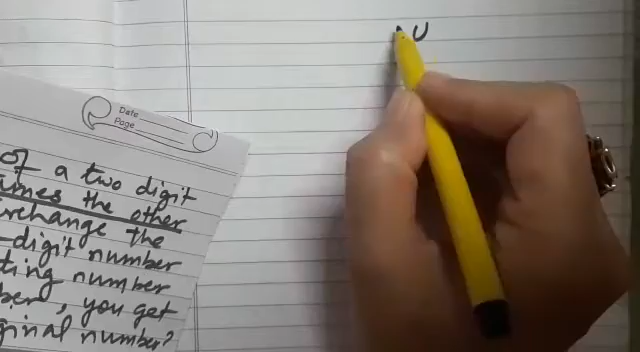 Date
Page
of a two digit
times the other
rchange the
-digit number
ting number
ber, you get
ginal number?
U